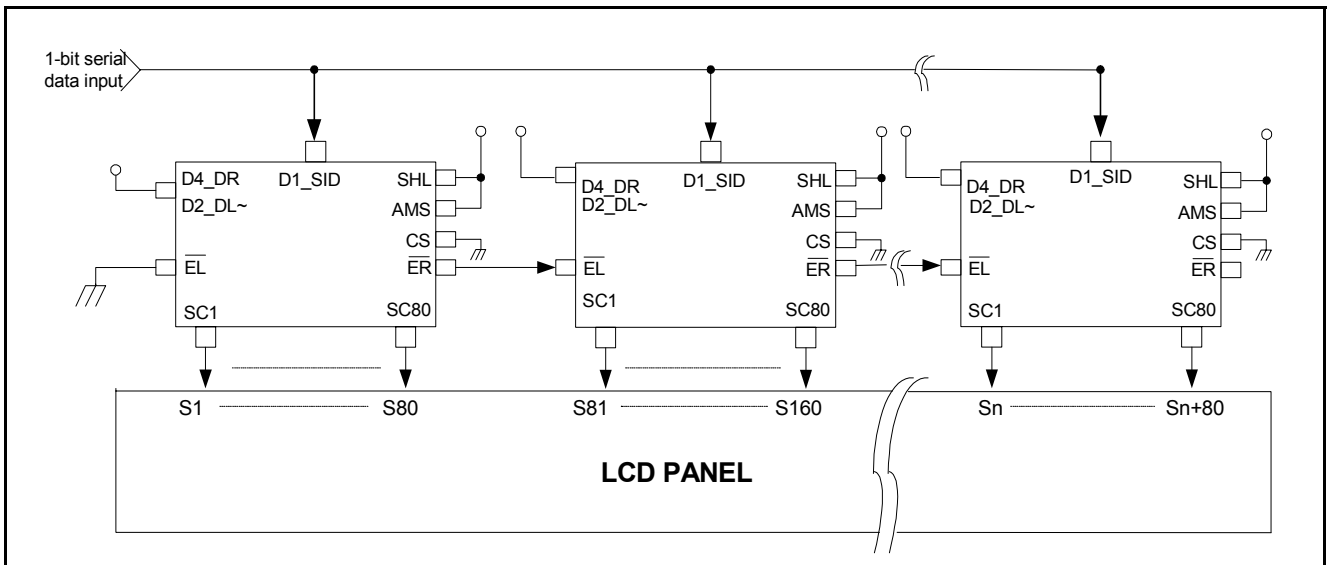 1-bit serial
data input
D4_DR
D2_DL~
D1_SID
SHL
AMS
CS
EL
ER
SC1
SC80
D4_DR
D2_DL~
D1_SID
SHL
AMS
CS
EL
ER
SC1
SC80
D4_DR
D2_DL~
D1_SID
SHL
AMS
CS
EL
ER
SC1
SC80
S1 S80 S81 S160 Sn Sn+80
LCD PANEL